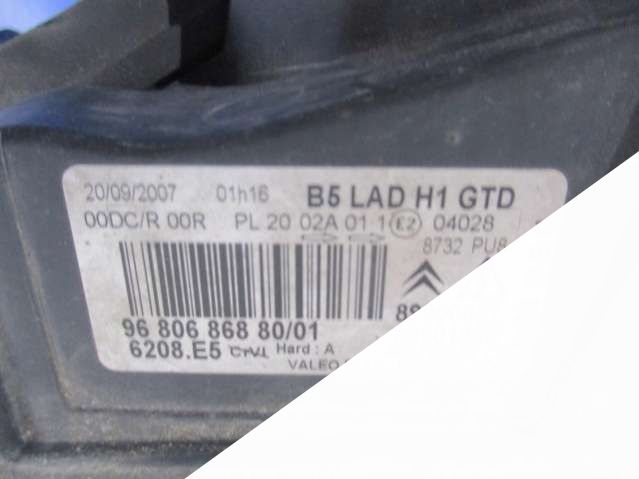 20/09/2007 01h16 B5 LAD H1 GTD
00DC/R 00R PL 20 02A 01 1 E2 04028
8732 PU8
96 806 868 80/01
6208.E5 Hard : A
VALEO